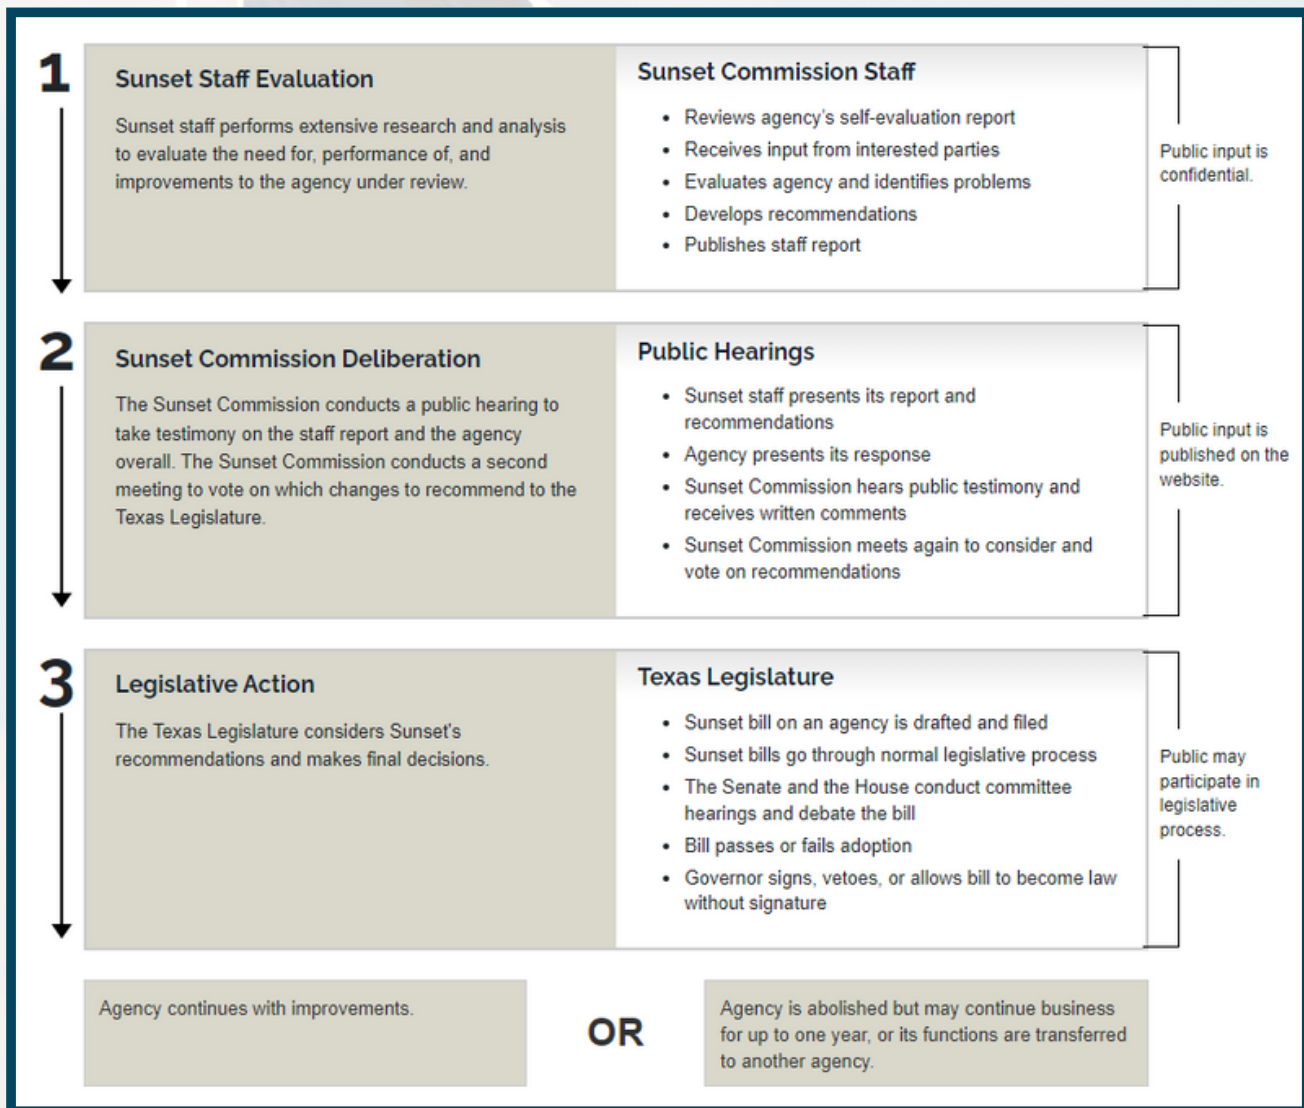 1
Sunset Staff Evaluation
Sunset staff performs extensive research and analysis
to evaluate the need for, performance of, and
improvements to the agency under review.
Sunset Commission Staff
• Reviews agency's self-evaluation report
• Receives input from interested parties
• Evaluates agency and identifies problems
• Develops recommendations
• Publishes staff report
Public input is
confidential.
2
Sunset Commission Deliberation
The Sunset Commission conducts a public hearing to
take testimony on the staff report and the agency
overall. The Sunset Commission conducts a second
meeting to vote on which changes to recommend to the
Texas Legislature.
Public Hearings
• Sunset staff presents its report and
recommendations
• Agency presents its response
• Sunset Commission hears public testimony and
receives written comments
• Sunset Commission meets again to consider and
vote on recommendations
Public input is
published on the
website.
3
Legislative Action
The Texas Legislature considers Sunset's
recommendations and makes final decisions.
Texas Legislature
• Sunset bill on an agency is drafted and filed
• Sunset bills go through normal legislative process
• The Senate and the House conduct committee
hearings and debate the bill
• Bill passes or fails adoption
• Governor signs, vetoes, or allows bill to become law
without signature
Public may
participate in
legislative
process.
Agency continues with improvements.
OR
Agency is abolished but may continue business
for up to one year, or its functions are transferred
to another agency.